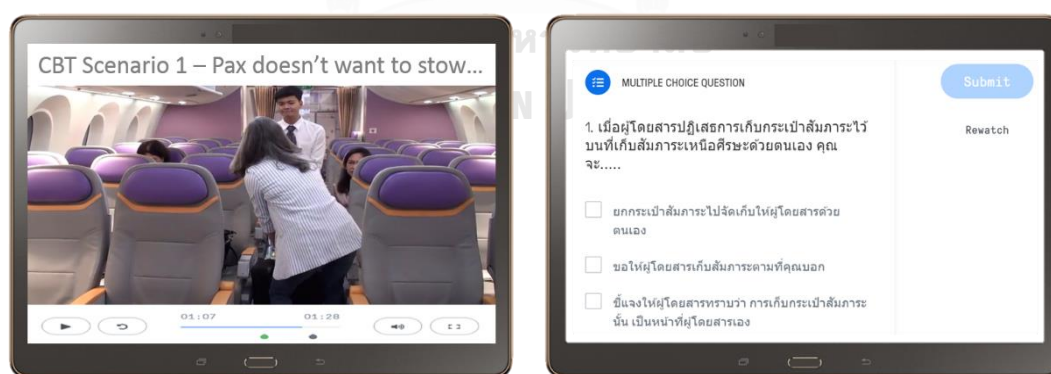 CBT Scenario 1 – Pax doesn't want to stow...
01:07
01:28
MULTIPLE CHOICE QUESTION
1. เมื่อผู้โดยสารปฏิเสธการเก็บกระเป๋าสัมภาระไว้
บนที่เก็บสัมภาระเหนือศีรษะด้วยตนเอง คุณ
จะ.....
ยกกระเป๋าสัมภาระไปจัดเก็บให้ผู้โดยสารด้วย
ตนเอง
ขอให้ผู้โดยสารเก็บสัมภาระตามที่คุณบอก
ชี้แจงให้ผู้โดยสารทราบว่า การเก็บกระเป๋าสัมภาระ
นั้น เป็นหน้าที่ผู้โดยสารเอง
Submit
Rewatch